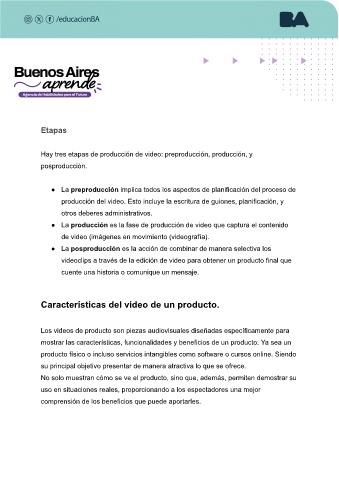 /educacionBA
BA
Buenos Aires
aprende
Agencia de Habilidades para el Futuro
Etapas
Hay tres etapas de producción de video: preproducción, producción, y
posproducción.
● La preproducción implica todos los aspectos de planificación del proceso de
producción del video. Esto incluye la escritura de guiones, planificación, y
otros deberes administrativos.
● La producción es la fase de producción de video que captura el contenido
de video (imágenes en movimiento (videografía).
● La posproducción es la acción de combinar de manera selectiva los
videoclips a través de la edición de video para obtener un producto final que
cuente una historia o comunique un mensaje.
Características del video de un producto.
Los videos de producto son piezas audiovisuales diseñadas específicamente para
mostrar las características, funcionalidades y beneficios de un producto. Ya sea un
producto físico o incluso servicios intangibles como software o cursos online. Siendo
su principal objetivo presentar de manera atractiva lo que se ofrece.
No solo muestran cómo se ve el producto, sino que, además, permiten demostrar su
uso en situaciones reales, proporcionando a los espectadores una mejor
comprensión de los beneficios que puede aportarles.